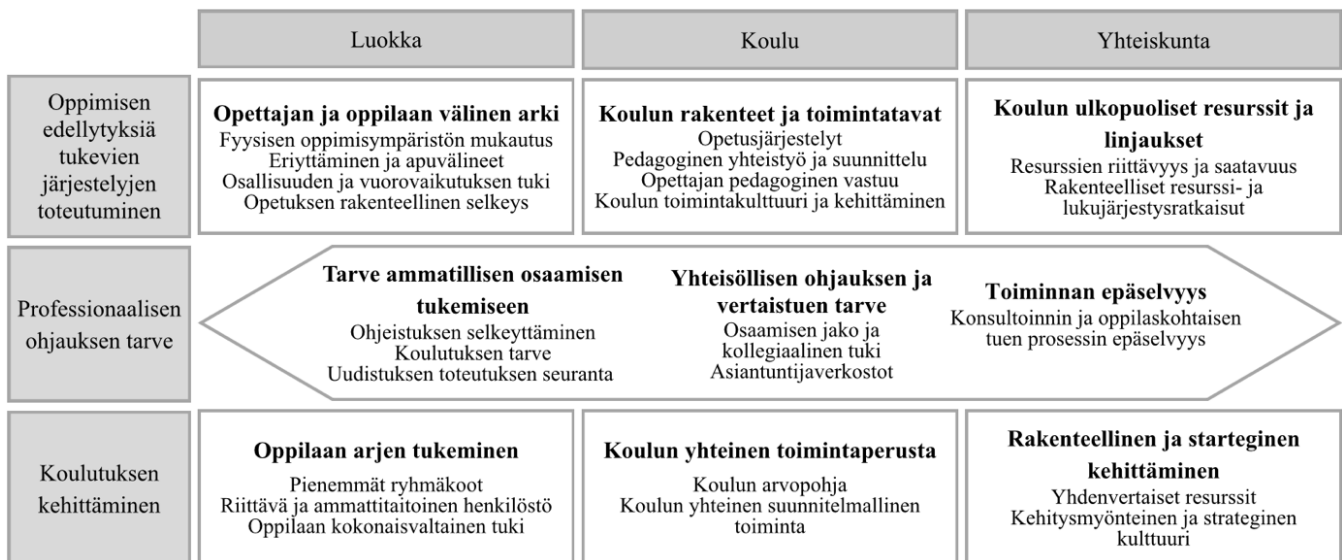 Luokka
Koulu
Yhteiskunta
Oppimisen
edellytyksiä
tukevien
järjestelyjen
toteutuminen
Opettajan ja oppilaan välinen arki
Fyysisen oppimisympäristön mukautus
Eriyttäminen ja apuvälineet
Osallisuuden ja vuorovaikutuksen tuki
Opetuksen rakenteellinen selkeys
Koulun rakenteet ja toimintatavat
Opetusjärjestelyt
Pedagoginen yhteistyö ja suunnittelu
Opettajan pedagoginen vastuu
Koulun toimintakulttuuri ja kehittäminen
Koulun ulkopuoliset resurssit ja
linjaukset
Resurssien riittävyys ja saatavuus
Rakenteelliset resurssi- ja
lukujärjestysratkaisut
Professionaalisen
ohjauksen tarve
Tarve ammatillisen osaamisen
tukemiseen
Ohjeistuksen selkeyttäminen
Koulutuksen tarve
Uudistuksen toteutuksen seuranta
Yhteisöllisen ohjauksen ja
vertaistuen tarve
Osaamisen jako ja
kollegiaalinen tuki
Asiantuntijaverkostot
Toiminnan epäselvyys
Konsultoinnin ja oppilaskohtaisen
tuen prosessin epäselvyys
Koulutuksen
kehittäminen
Oppilaan arjen tukeminen
Pienemmät ryhmäkoot
Riittävä ja ammattitaitoinen henkilöstö
Oppilaan kokonaisvaltainen tuki
Koulun yhteinen toimintaperusta
Koulun arvopohja
Koulun yhteinen suunnitelmallinen
toiminta
Rakenteellinen ja starteginen
kehittäminen
Yhdenvertaiset resurssit
Kehitysmyönteinen ja strateginen
kulttuuri